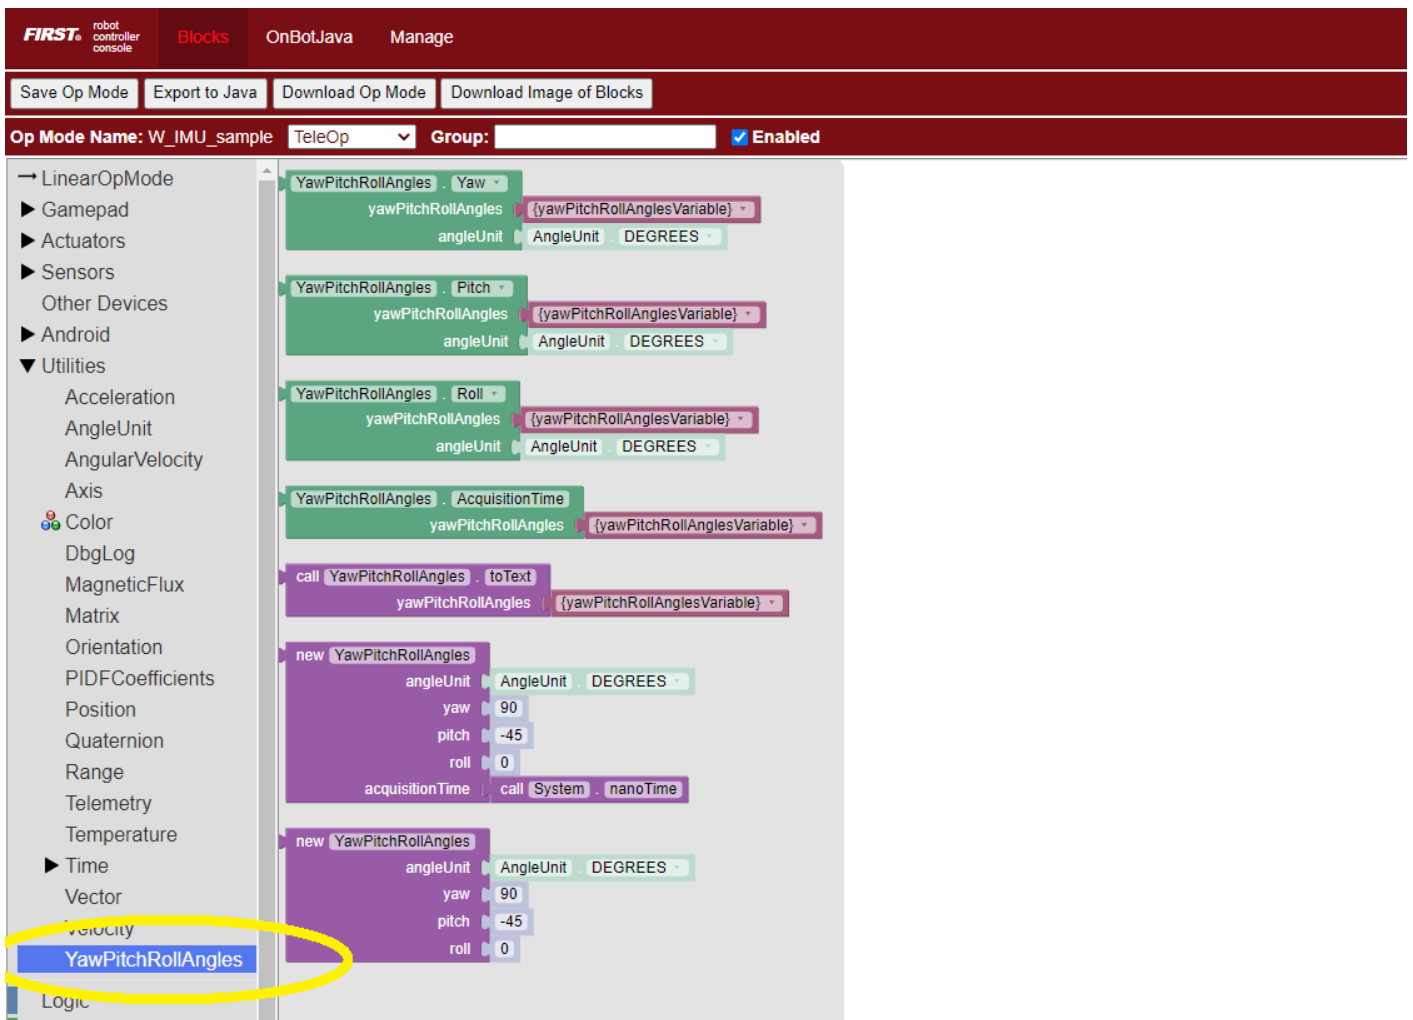 FIRST® robot controller console Blocks OnBotJava Manage
Save Op Mode Export to Java Download Op Mode Download Image of Blocks
Op Mode Name: W_IMU_sample TeleOp Group: Enabled
LinearOpMode
Gamepad
Actuators
Sensors
Other Devices
Android
Utilities
Acceleration
AngleUnit
AngularVelocity
Axis
Color
DbgLog
MagneticFlux
Matrix
Orientation
PIDFCoefficients
Position
Quaternion
Range
Telemetry
Temperature
Time
Vector
Velocity
YawPitchRollAngles
Logic
YawPitchRollAngles . Yaw
yawPitchRollAngles {yawPitchRollAnglesVariable}
angleUnit AngleUnit . DEGREES
YawPitchRollAngles . Pitch
yawPitchRollAngles {yawPitchRollAnglesVariable}
angleUnit AngleUnit . DEGREES
YawPitchRollAngles . Roll
yawPitchRollAngles {yawPitchRollAnglesVariable}
angleUnit AngleUnit . DEGREES
YawPitchRollAngles . AcquisitionTime
yawPitchRollAngles {yawPitchRollAnglesVariable}
call YawPitchRollAngles . toText
yawPitchRollAngles {yawPitchRollAnglesVariable}
new YawPitchRollAngles
angleUnit AngleUnit . DEGREES
yaw 90
pitch -45
roll 0
acquisitionTime call System . nanoTime
new YawPitchRollAngles
angleUnit AngleUnit . DEGREES
yaw 90
pitch -45
roll 0